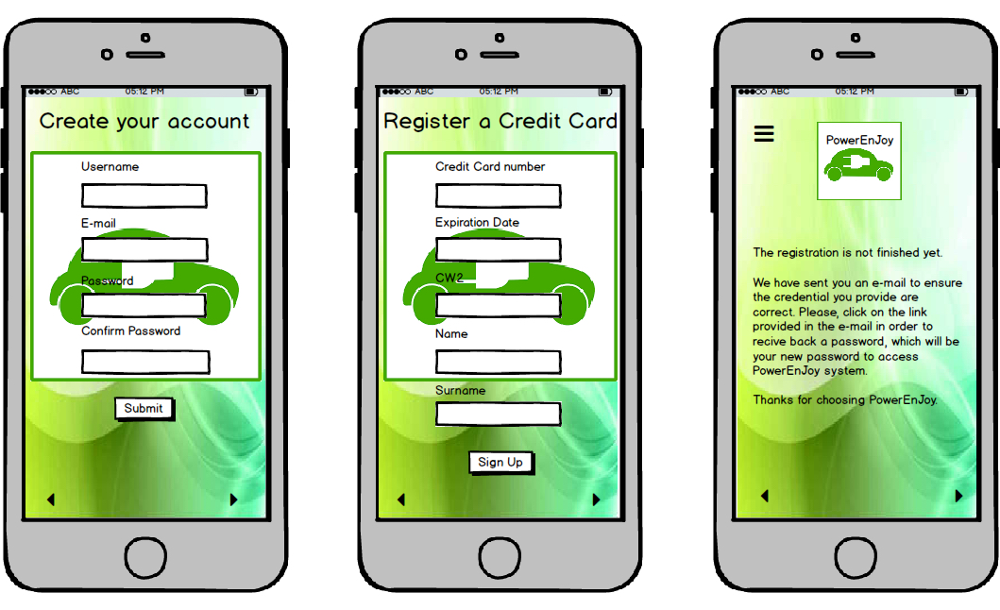 ABC 05:12 PM
Create your account
Username
E-mail
Password
Confirm Password
Submit
ABC 05:12 PM
Register a Credit Card
Credit Card number
Expiration Date
CW2
Name
Surname
Sign Up
ABC 05:12 PM
PowerEnJoy
The registration is not finished yet.
We have sent you an e-mail to ensure
the credential you provide are
correct. Please, click on the link
provided in the e-mail in order to
recive back a password, which will be
your new password to access
PowerEnJoy system.
Thanks for choosing PowerEnJoy.